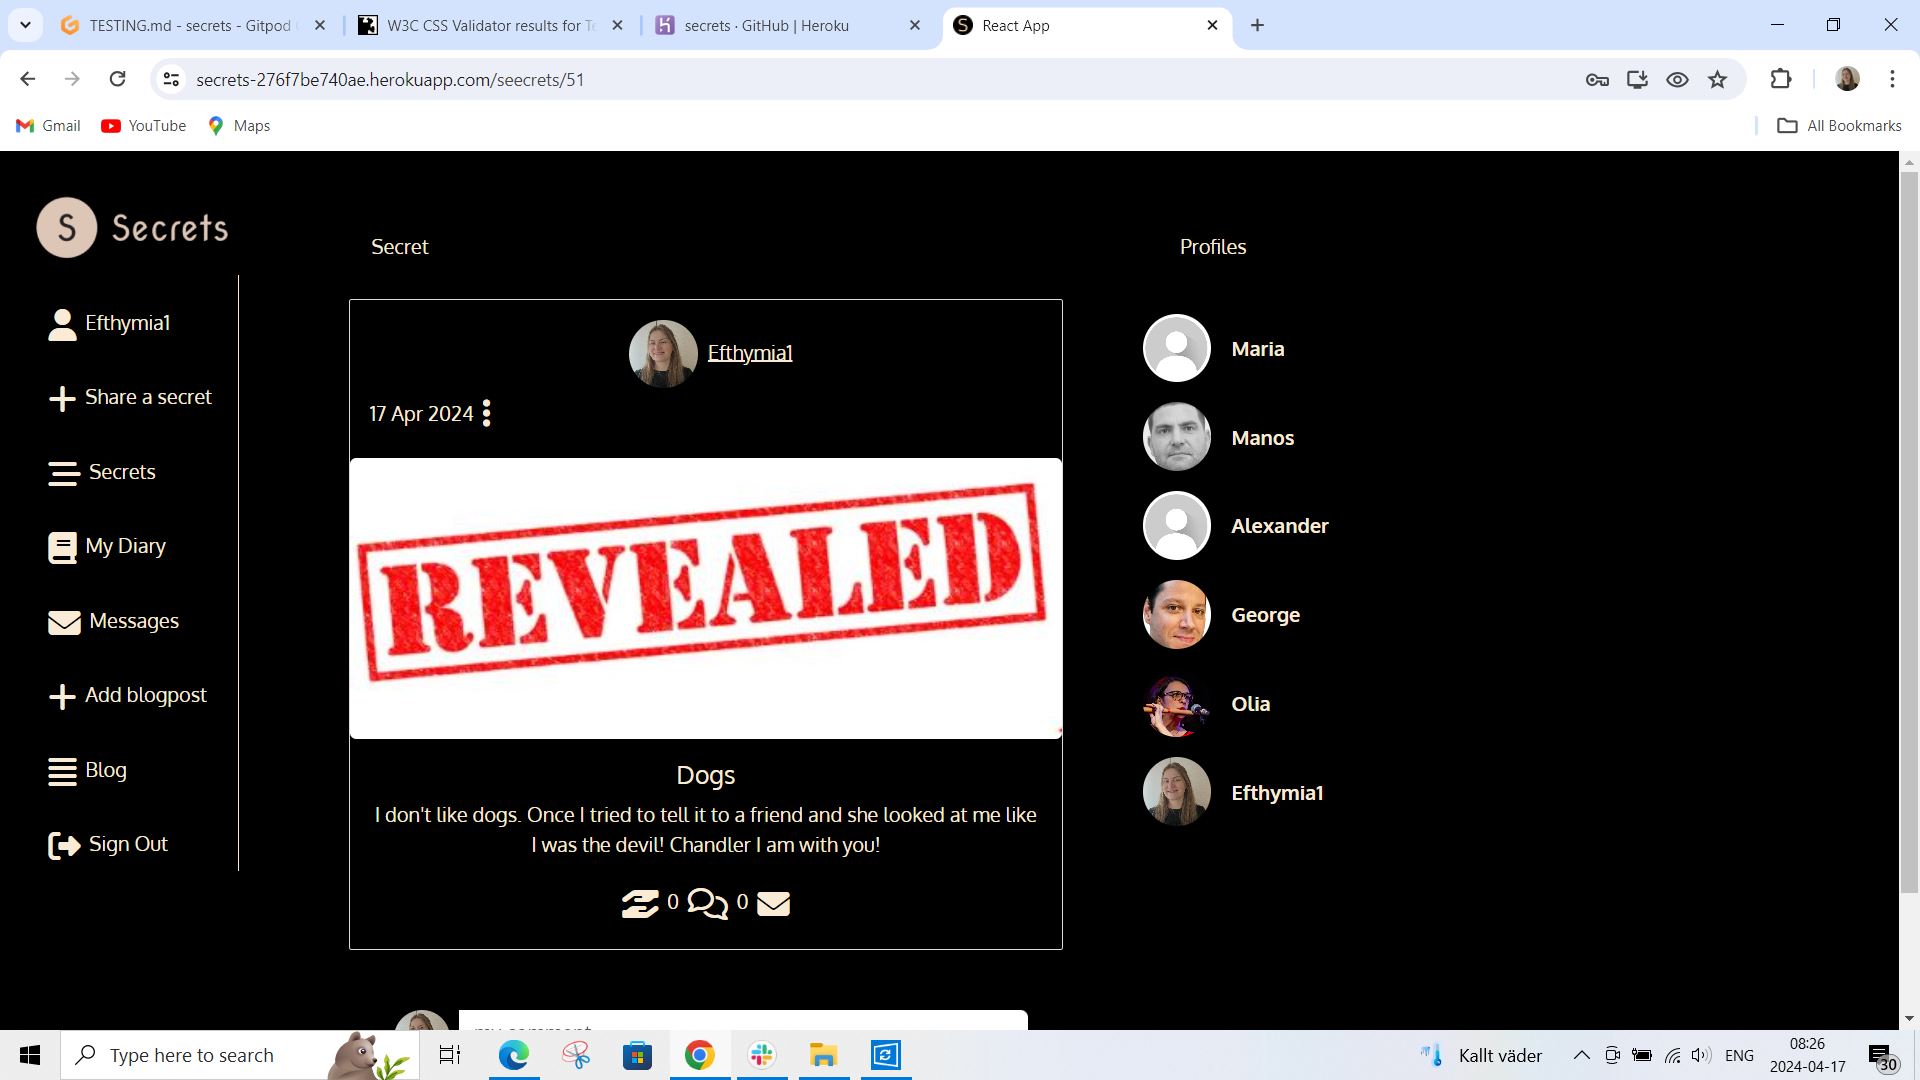 TESTING.md - secrets - Gitpod
W3C CSS Validator results for Te
secrets · GitHub | Heroku
S
React App
secrets-276f7be740ae.herokuapp.com/seecrets/51
Gmail
YouTube
Maps
All Bookmarks
S Secrets
Efthymia1
Share a secret
Secrets
My Diary
Messages
Add blogpost
Blog
Sign Out
Secret
Efthymia1
17 Apr 2024
REVEALED
Dogs
I don't like dogs. Once I tried to tell it to a friend and she looked at me like
I was the devil! Chandler I am with you!
0 0
my comment
Profiles
Maria
Manos
Alexander
George
Olia
Efthymia1
Type here to search
Kallt väder
ENG
08:26
2024-04-17
30